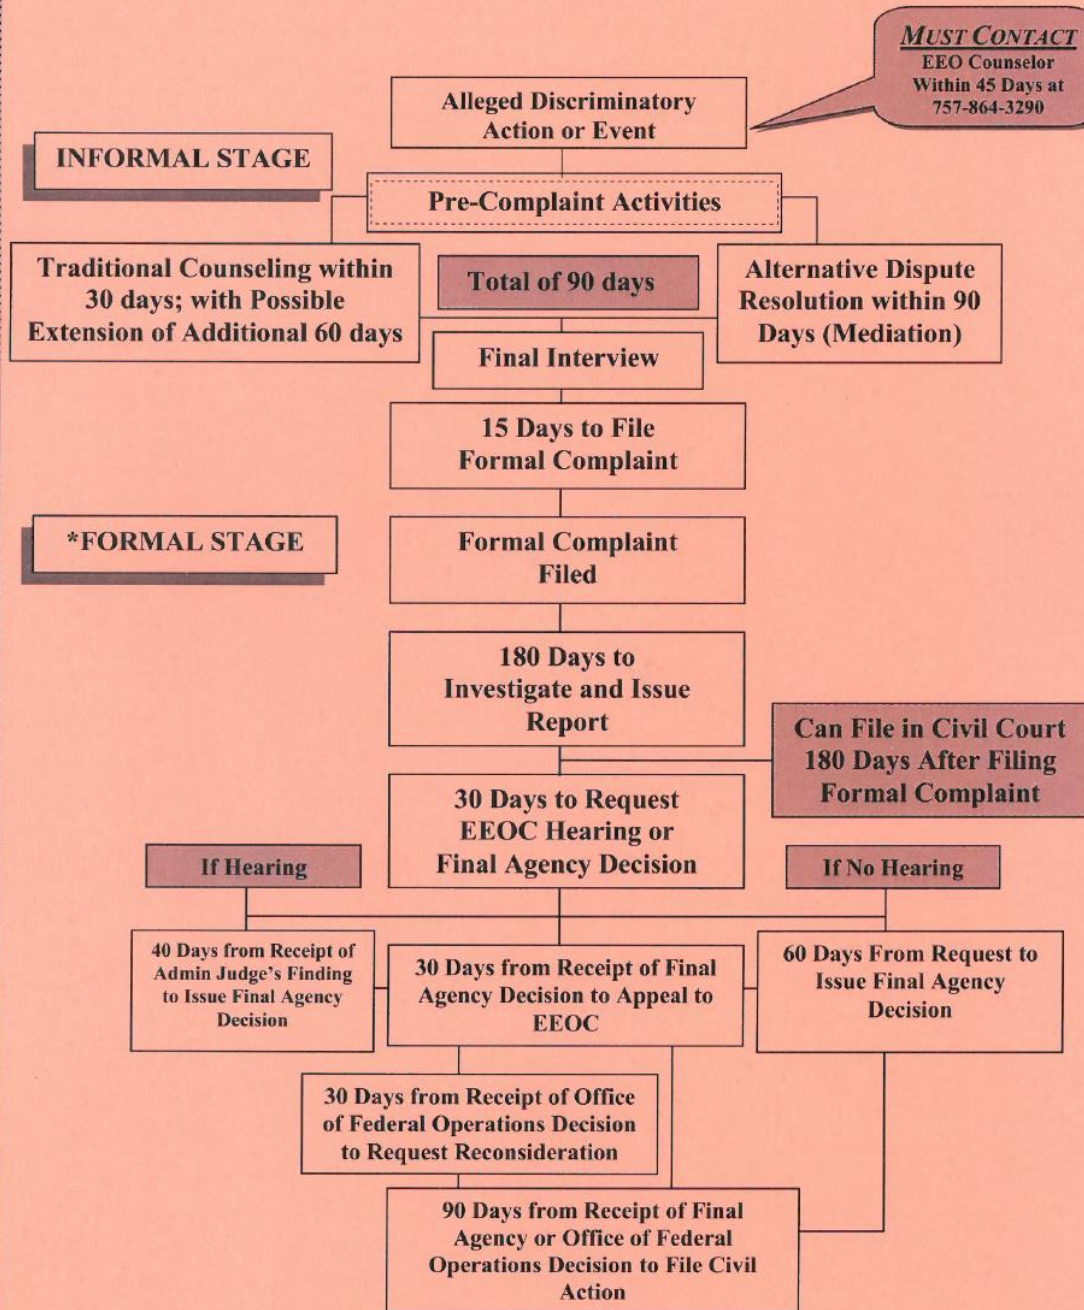 MUST CONTACT
EEO Counselor
Within 45 Days at
757-864-3290
Alleged Discriminatory
Action or Event
INFORMAL STAGE
Pre-Complaint Activities
Traditional Counseling within
30 days; with Possible
Extension of Additional 60 days
Total of 90 days
Alternative Dispute
Resolution within 90
Days (Mediation)
Final Interview
15 Days to File
Formal Complaint
*FORMAL STAGE
Formal Complaint
Filed
180 Days to
Investigate and Issue
Report
Can File in Civil Court
180 Days After Filing
Formal Complaint
30 Days to Request
EEOC Hearing or
Final Agency Decision
If Hearing
If No Hearing
40 Days from Receipt of
Admin Judge's Finding
to Issue Final Agency
Decision
30 Days from Receipt of Final
Agency Decision to Appeal to
EEOC
60 Days From Request to
Issue Final Agency
Decision
30 Days from Receipt of Office
of Federal Operations Decision
to Request Reconsideration
90 Days from Receipt of Final
Agency or Office of Federal
Operations Decision to File Civil
Action